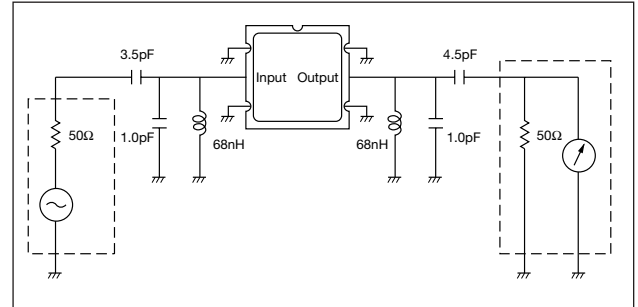 3.5pF
4.5pF
Input Output
50Ω
1.0pF
68nH
68nH
1.0pF
50Ω